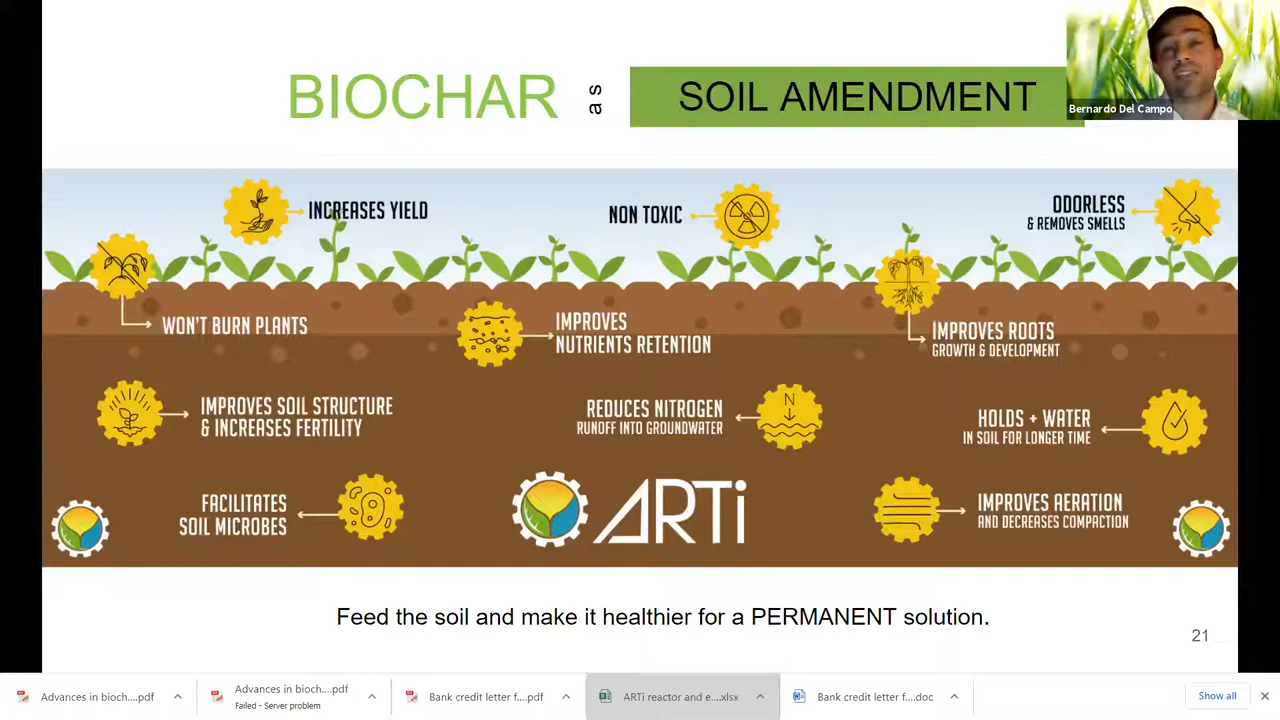 BIOCHAR as SOIL AMENDMENT
Bernardo Del Campo
INCREASES YIELD
NON TOXIC
ODORLESS
& REMOVES SMELLS
WON'T BURN PLANTS
IMPROVES
NUTRIENTS RETENTION
IMPROVES ROOTS
GROWTH & DEVELOPMENT
IMPROVES SOIL STRUCTURE
& INCREASES FERTILITY
REDUCES NITROGEN
RUNOFF INTO GROUNDWATER
N
HOLDS + WATER
IN SOIL FOR LONGER TIME
FACILITATES
SOIL MICROBES
ARTi
IMPROVES AERATION
AND DECREASES COMPACTION
Feed the soil and make it healthier for a PERMANENT solution.
21
Advances in bioch....pdf
Advances in bioch....pdf
Failed - Server problem
Bank credit letter f....pdf
ARTi reactor and e....xlsx
Bank credit letter f....doc
Show all